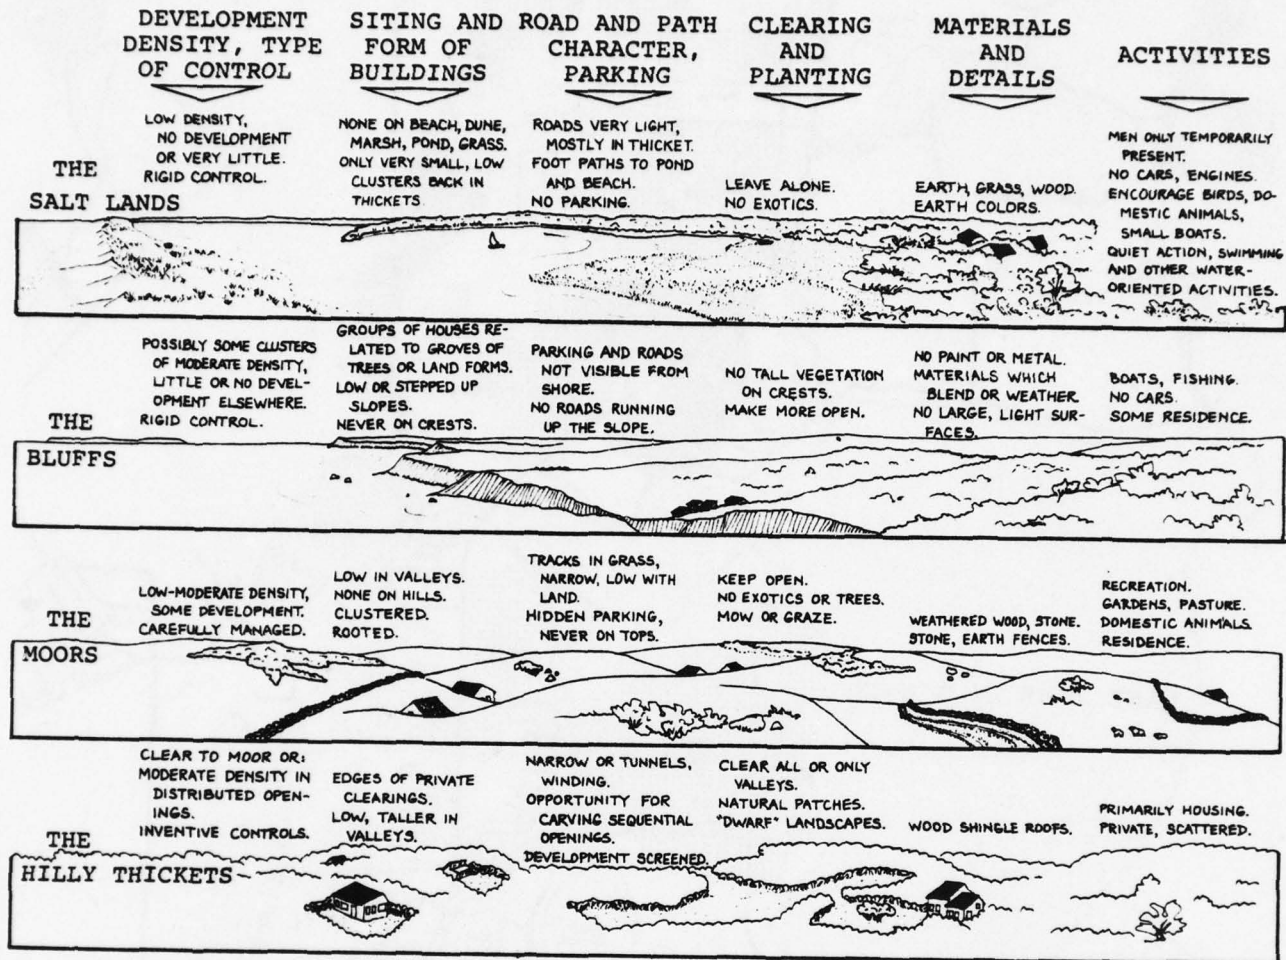 DEVELOPMENT
DENSITY, TYPE
OF CONTROL
SITING AND
FORM OF
BUILDINGS
ROAD AND PATH
CHARACTER,
PARKING
CLEARING
AND
PLANTING
MATERIALS
AND
DETAILS
ACTIVITIES
THE
SALT LANDS
LOW DENSITY,
NO DEVELOPMENT
OR VERY LITTLE.
RIGID CONTROL.
NONE ON BEACH, DUNE,
MARSH, POND, GRASS.
ONLY VERY SMALL, LOW
CLUSTERS BACK IN
THICKETS
ROADS VERY LIGHT,
MOSTLY IN THICKET.
FOOT PATHS TO POND
AND BEACH.
NO PARKING.
LEAVE ALONE.
NO EXOTICS.
EARTH, GRASS, WOOD.
EARTH COLORS.
MEN ONLY TEMPORARILY
PRESENT.
NO CARS, ENGINES.
ENCOURAGE BIRDS, DO-
MESTIC ANIMALS,
SMALL BOATS.
QUIET ACTION, SWIMMING
AND OTHER WATER-
ORIENTED ACTIVITIES.
THE
BLUFFS
POSSIBLY SOME CLUSTERS
OF MODERATE DENSITY,
LITTLE OR NO DEVEL-
OPMENT ELSEWHERE.
RIGID CONTROL.
GROUPS OF HOUSES RE-
LATED TO GROVES OF
TREES OR LAND FORMS.
LOW OR STEPPED UP
SLOPES.
NEVER ON CRESTS.
PARKING AND ROADS
NOT VISIBLE FROM
SHORE.
NO ROADS RUNNING
UP THE SLOPE.
NO TALL VEGETATION
ON CRESTS.
MAKE MORE OPEN.
NO PAINT OR METAL.
MATERIALS WHICH
BLEND OR WEATHER.
NO LARGE, LIGHT SUR-
FACES.
BOATS, FISHING.
NO CARS.
SOME RESIDENCE.
THE
MOORS
LOW-MODERATE DENSITY,
SOME DEVELOPMENT.
CAREFULLY MANAGED.
LOW IN VALLEYS.
NONE ON HILLS.
CLUSTERED.
ROOTED.
TRACKS IN GRASS,
NARROW, LOW WITH
LAND.
HIDDEN PARKING,
NEVER ON TOPS.
KEEP OPEN.
NO EXOTICS OR TREES.
MOW OR GRAZE.
WEATHERED WOOD, STONE.
STONE, EARTH FENCES.
RECREATION.
GARDENS, PASTURE.
DOMESTIC ANIMALS.
RESIDENCE.
THE
HILLY THICKETS
CLEAR TO MOOR OR:
MODERATE DENSITY IN
DISTRIBUTED OPEN-
INGS.
INVENTIVE CONTROLS.
EDGES OF PRIVATE
CLEARINGS.
LOW, TALLER IN
VALLEYS.
NARROW OR TUNNELS,
WINDING.
OPPORTUNITY FOR
CARVING SEQUENTIAL
OPENINGS.
DEVELOPMENT SCREENED.
CLEAR ALL OR ONLY
VALLEYS.
NATURAL PATCHES.
"DWARF" LANDSCAPES.
WOOD SHINGLE ROOFS.
PRIMARILY HOUSING.
PRIVATE, SCATTERED.